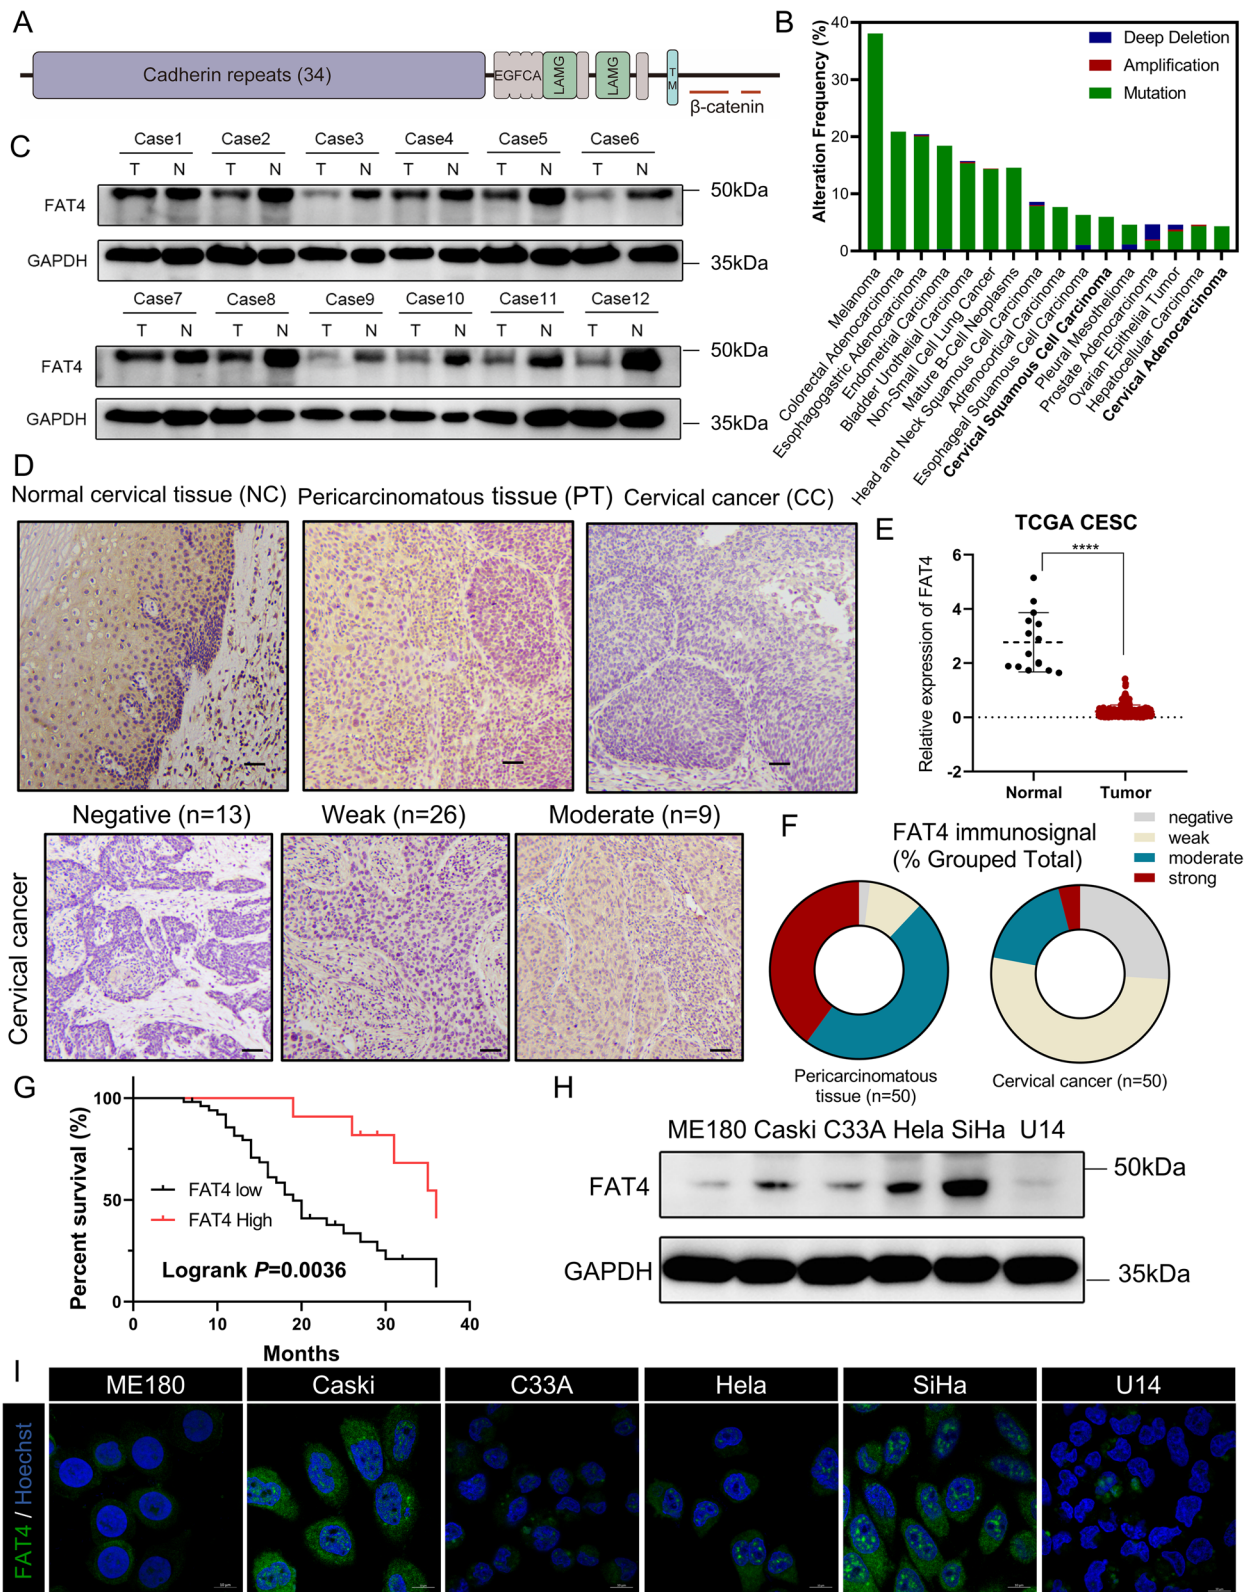 A
Cadherin repeats (34)
EGFCA
LAMG
LAMG
TM
β-catenin
B
Alteration Frequency (%)
40
30
20
10
0
Deep Deletion
Amplification
Mutation
Melanoma
Colorectal Adenocarcinoma
Esophagogastric Adenocarcinoma
Endometrial Carcinoma
Bladder Urothelial Carcinoma
Non-Small Cell Lung Cancer
Mature B-Cell Neoplasms
Head and Neck Squamous Cell Carcinoma
Adrenocortical Carcinoma
Esophageal Squamous Cell Carcinoma
Cervical Squamous Cell Carcinoma
Pleural Mesothelioma
Prostate Adenocarcinoma
Ovarian Epithelial Tumor
Hepatocellular Carcinoma
Cervical Adenocarcinoma
C
Case1 Case2 Case3 Case4 Case5 Case6
T N T N T N T N T N T N
FAT4
50kDa
GAPDH
35kDa
Case7 Case8 Case9 Case10 Case11 Case12
T N T N T N T N T N T N
FAT4
50kDa
GAPDH
35kDa
D
Normal cervical tissue (NC) Pericarcinomatous tissue (PT) Cervical cancer (CC)
Negative (n=13) Weak (n=26) Moderate (n=9)
Cervical cancer
E
TCGA CESC
Relative expression of FAT4
6
4
2
0
-2
****
Normal Tumor
F
FAT4 immunosignal
(% Grouped Total)
negative
weak
moderate
strong
Pericarcinomatous
tissue (n=50)
Cervical cancer (n=50)
G
Percent survival (%)
100
50
0
FAT4 low
FAT4 High
Logrank P=0.0036
0 10 20 30 40
Months
H
ME180 Caski C33A Hela SiHa U14
FAT4
50kDa
GAPDH
35kDa
I
FAT4 / Hoechst
ME180 Caski C33A Hela SiHa U14